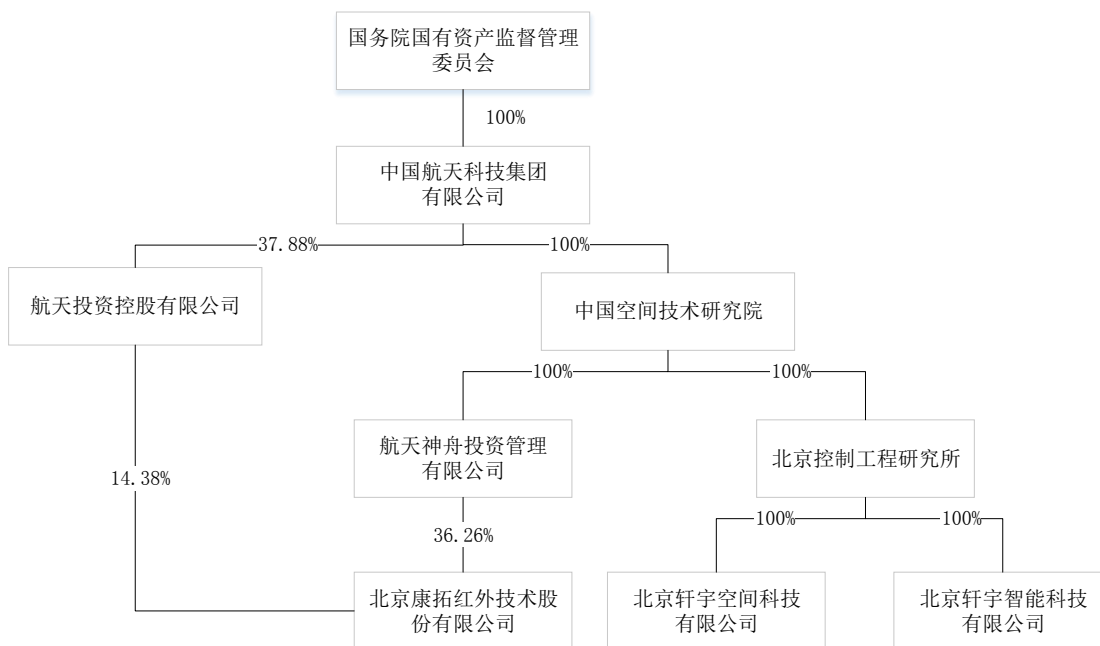 国务院国有资产监督管理
委员会
100%
中国航天科技集团
有限公司
37.88%
100%
航天投资控股有限公司
中国空间技术研究院
100%
100%
航天神舟投资管理
有限公司
北京控制工程研究所
14.38%
36.26%
100%
100%
北京康拓红外技术股
份有限公司
北京轩宇空间科技
有限公司
北京轩宇智能科技
有限公司